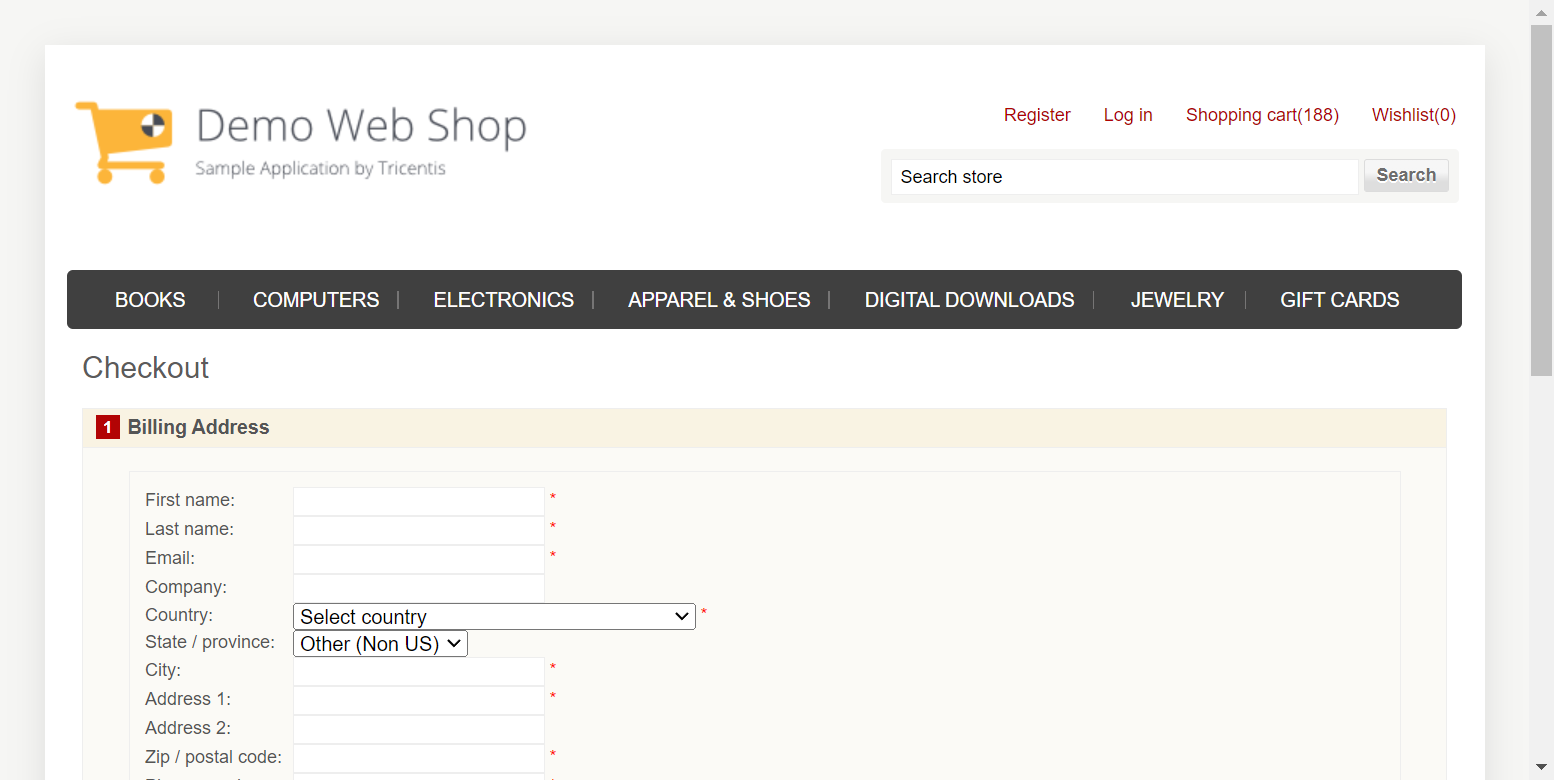 Demo Web Shop
Sample Application by Tricentis
Register Log in Shopping cart(188) Wishlist(0)
Search store Search
BOOKS COMPUTERS ELECTRONICS APPAREL & SHOES DIGITAL DOWNLOADS JEWELRY GIFT CARDS
Checkout
1 Billing Address
First name: *
Last name: *
Email: *
Company:
Country: Select country *
State / province: Other (Non US)
City: *
Address 1: *
Address 2:
Zip / postal code: *